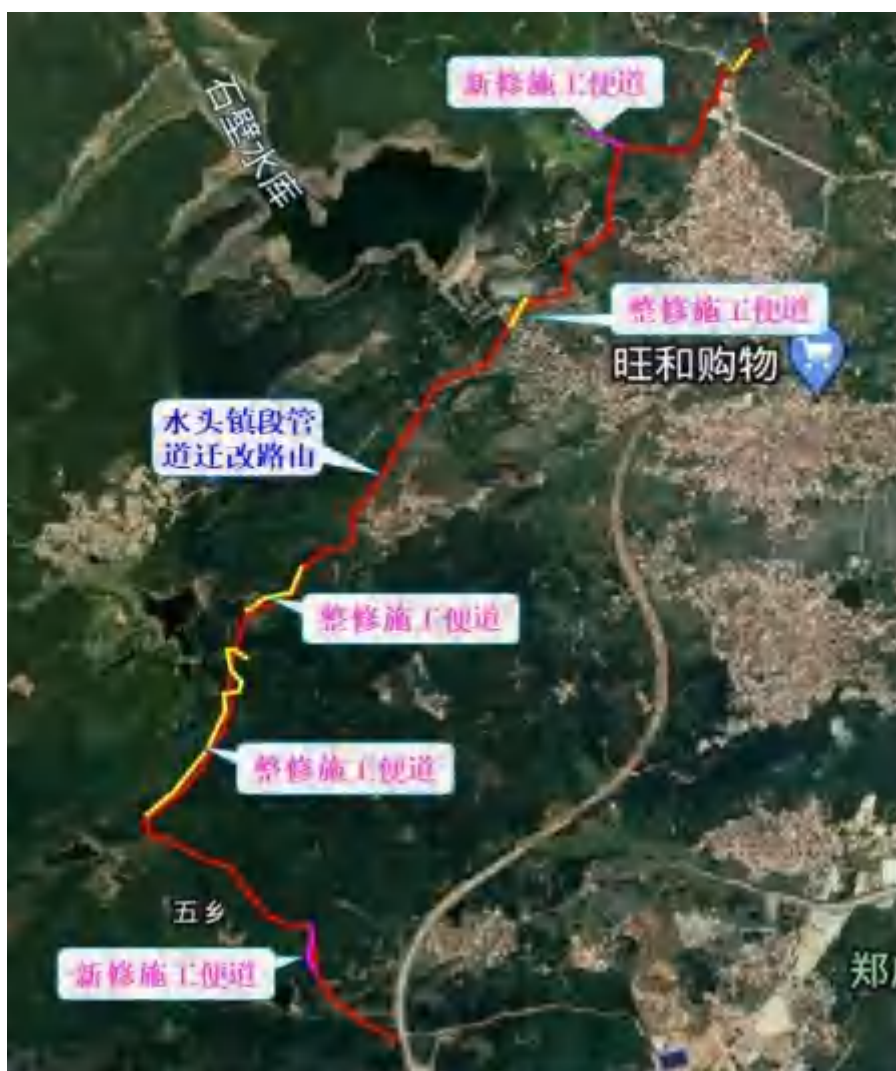 新修施工便道
石壁水库
整修施工便道
旺和购物
水头镇段管
道迁改路山
整修施工便道
整修施工便道
五乡
新修施工便道
郑